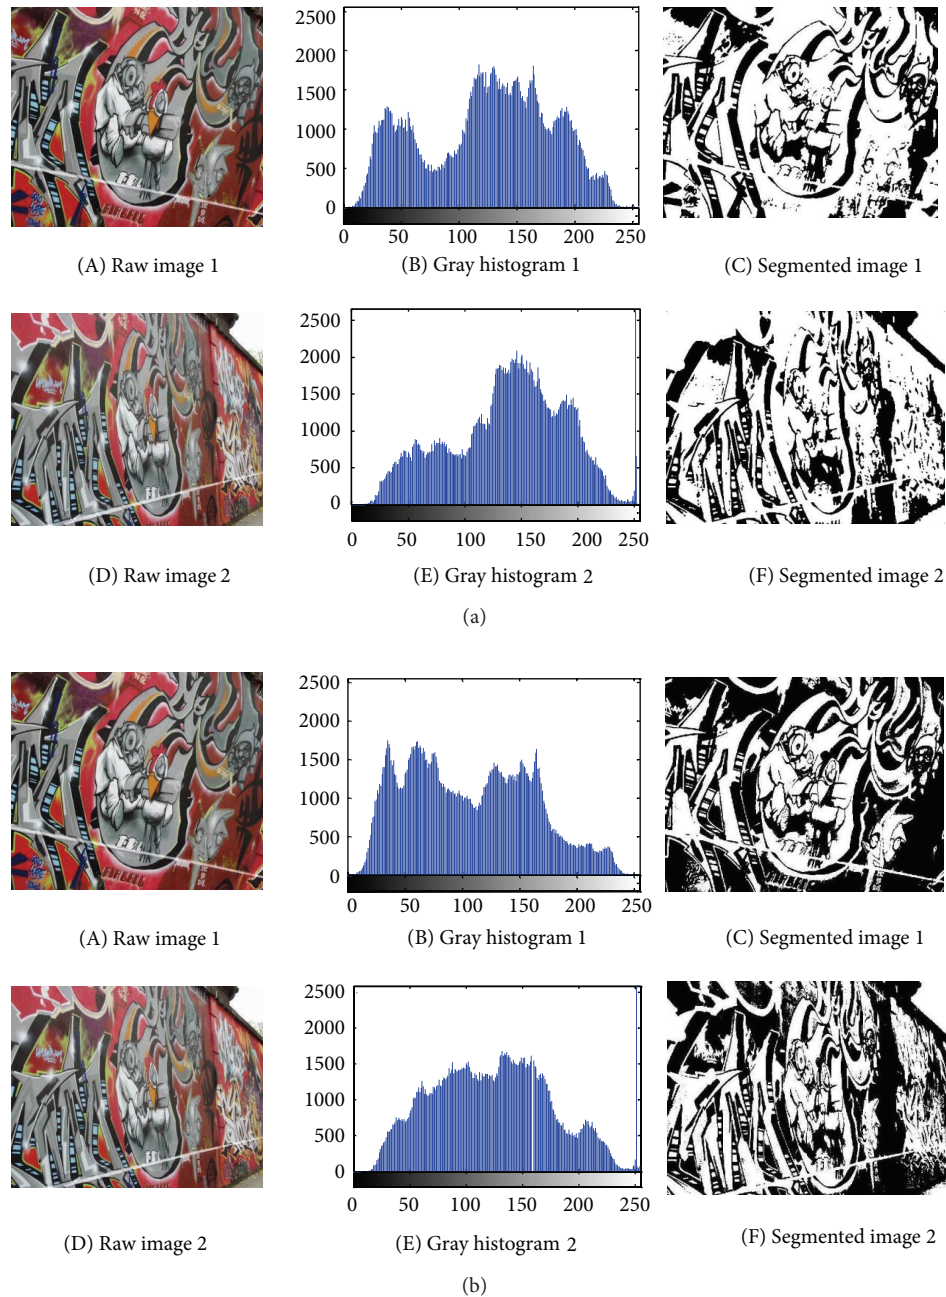 2500
2000
1500
1000
500
0
0 50 100 150 200 250
(A) Raw image 1
(B) Gray histogram 1
(C) Segmented image 1
2500
2000
1500
1000
500
0
0 50 100 150 200 250
(D) Raw image 2
(E) Gray histogram 2
(F) Segmented image 2
(a)
2500
2000
1500
1000
500
0
0 50 100 150 200 250
(A) Raw image 1
(B) Gray histogram 1
(C) Segmented image 1
2500
2000
1500
1000
500
0
0 50 100 150 200 250
(D) Raw image 2
(E) Gray histogram 2
(F) Segmented image 2
(b)